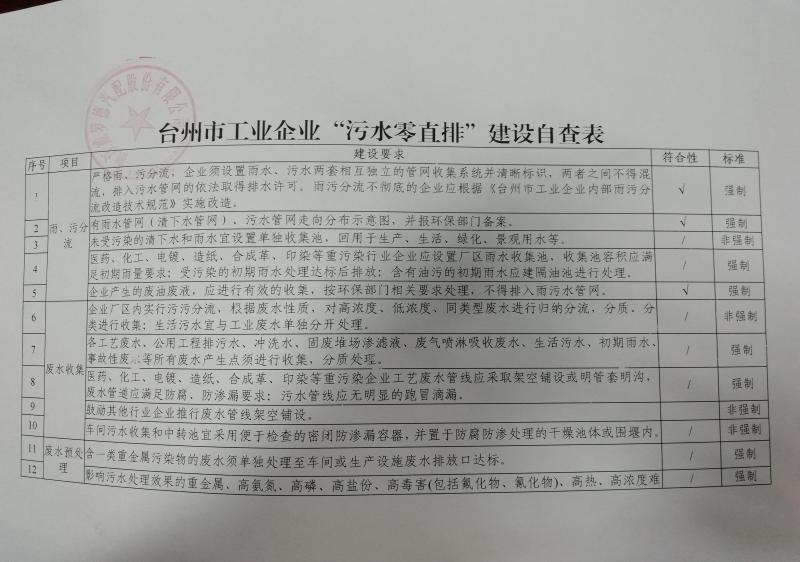 汽配股份有限公
台州市工业企业“污水零直排”建设自查表
序号 项目 建设要求 符合性 标准
1 雨、污分流 严格雨、污分流，企业须设置雨水、污水两套相互独立的管网收集系统并清晰标识，两者之间不得混
流，排入污水管网的依法取得排水许可。雨污分流不彻底的企业应根据《台州市工业企业内部雨污分
流改造技术规范》实施改造。 √ 强制
2 有雨水管网（清下水管网）、污水管网走向分布示意图，并报环保部门备案。 √ 强制
3 未受污染的清下水和雨水宜设置单独收集池，回用于生产、生活、绿化、景观用水等。 / 非强制
4 医药、化工、电镀、造纸、合成革、印染等重污染行业企业应设置厂区雨水收集池，收集池容积应满
足初期雨量要求；受污染的初期雨水处理达标后排放；含有油污的初期雨水应建隔油池进行处理。 / 强制
5 企业产生的废油废液，应进行有效的收集，按环保部门相关要求处理，不得排入雨污水管网。 √ 强制
6 废水收集 企业厂区内实行污污分流，根据废水性质，对高浓度、低浓度、同类型废水进行归纳分流，分质、分
类进行收集；生活污水宜与工业废水单独分开处理。 / 非强制
7 各工艺废水、公用工程排污水、冲洗水、固废堆场渗滤液、废气喷淋吸收废水、生活污水、初期雨水、
事故性废水等所有废水产生点须进行收集，分质处理。 / 强制
8 医药、化工、电镀、造纸、合成革、印染等重污染企业工艺废水管线应采取架空铺设或明管套明沟，
废水管道应满足防腐、防渗漏要求；污水管线应无明显的跑冒滴漏。 / 强制
9 鼓励其他行业企业推行废水管线架空铺设。 非强制
10 车间污水收集和中转池宜采用便于检查的密闭防渗漏容器，并置于防腐防渗处理的干燥池体或围堰内。 / 非强制
11 废水预处理 含一类重金属污染物的废水须单独处理至车间或生产设施废水排放口达标。 / 强制
12 影响污水处理效果的重金属、高氨氮、高磷、高盐份、高毒害(包括氟化物、氰化物)、高热、高浓度难 / 强制